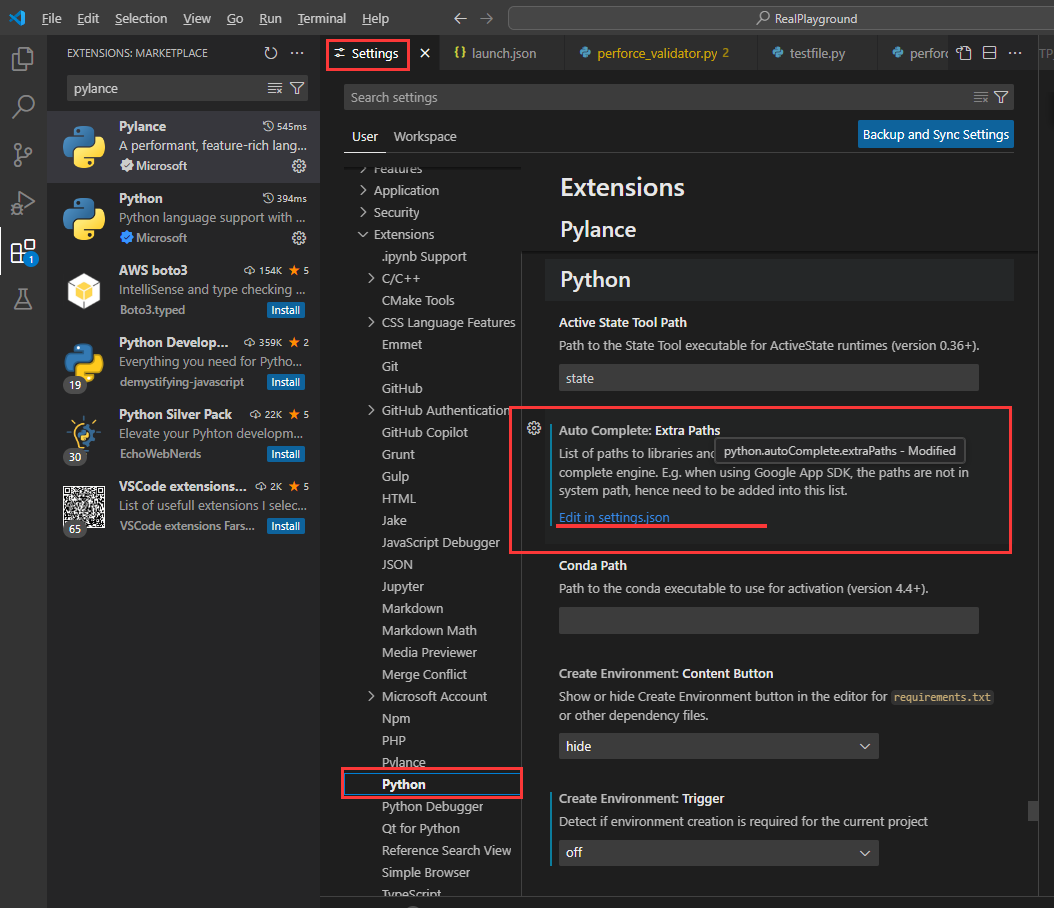 File Edit Selection View Go Run Terminal Help
RealPlayground
EXTENSIONS: MARKETPLACE
pylance
Pylance 545ms
A performant, feature-rich lang...
Microsoft
Python 394ms
Python language support with ...
Microsoft
AWS boto3 154K 5
IntelliSense and type checking ...
Boto3.typed Install
Python Develop... 359K 2
Everything you need for Pytho...
demystifying-javascript Install
19
Python Silver Pack 22K 5
Elevate your Pyhton developm...
EchoWebNerds Install
30
VSCode extensions... 2K 5
List of usefull extensions I selec...
VSCode extensions Fars... Install
65
1
Settings launch.json perforce_validator.py 2 testfile.py perforc TP
Search settings
User Workspace
Backup and Sync Settings
Features
Application
Security
Extensions
.ipynb Support
C/C++
CMake Tools
CSS Language Features
Emmet
Git
GitHub
GitHub Authentication
GitHub Copilot
Grunt
Gulp
HTML
Jake
JavaScript Debugger
JSON
Jupyter
Markdown
Markdown Math
Media Previewer
Merge Conflict
Microsoft Account
Npm
PHP
Pylance
Python
Python Debugger
Qt for Python
Reference Search View
Simple Browser
TypeScript
Extensions
Pylance
Python
Active State Tool Path
Path to the State Tool executable for ActiveState runtimes (version 0.36+).
state
Auto Complete: Extra Paths
List of paths to libraries and
python.autoComplete.extraPaths - Modified
complete engine. E.g. when using Google App SDK, the paths are not in
system path, hence need to be added into this list.
Edit in settings.json
Conda Path
Path to the conda executable to use for activation (version 4.4+).
Create Environment: Content Button
Show or hide Create Environment button in the editor for requirements.txt
or other dependency files.
hide
Create Environment: Trigger
Detect if environment creation is required for the current project
off